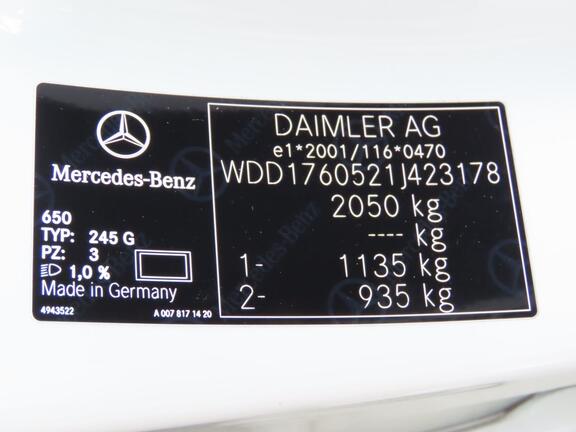 Mercedes-Benz
650
TYP: 245 G
PZ: 3
1,0 %
Made in Germany
4943522
A 007 817 14 20
DAIMLER AG
e1*2001/116*0470
WDD1760521J423178
2050 kg
---- kg
1- 1135 kg
2- 935 kg